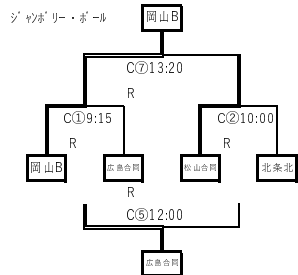 ｼﾞｬﾝﾎﾞﾘー・ﾎﾞーﾙ
岡山B
C⑦13:20
R
C①9:15
C②10:00
R
R
岡山B
広島合同
松山合同
北条北
R
C⑤12:00
広島合同